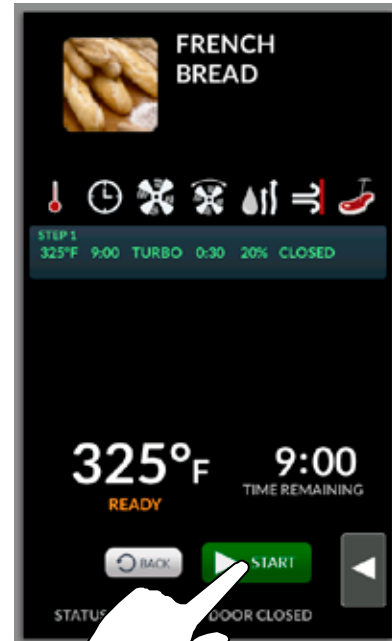 FRENCH
BREAD
STEP 1
325°F 9:00 TURBO 0:30 20% CLOSED
325°F 9:00
READY TIME REMAINING
BACK START
STATUS DOOR CLOSED